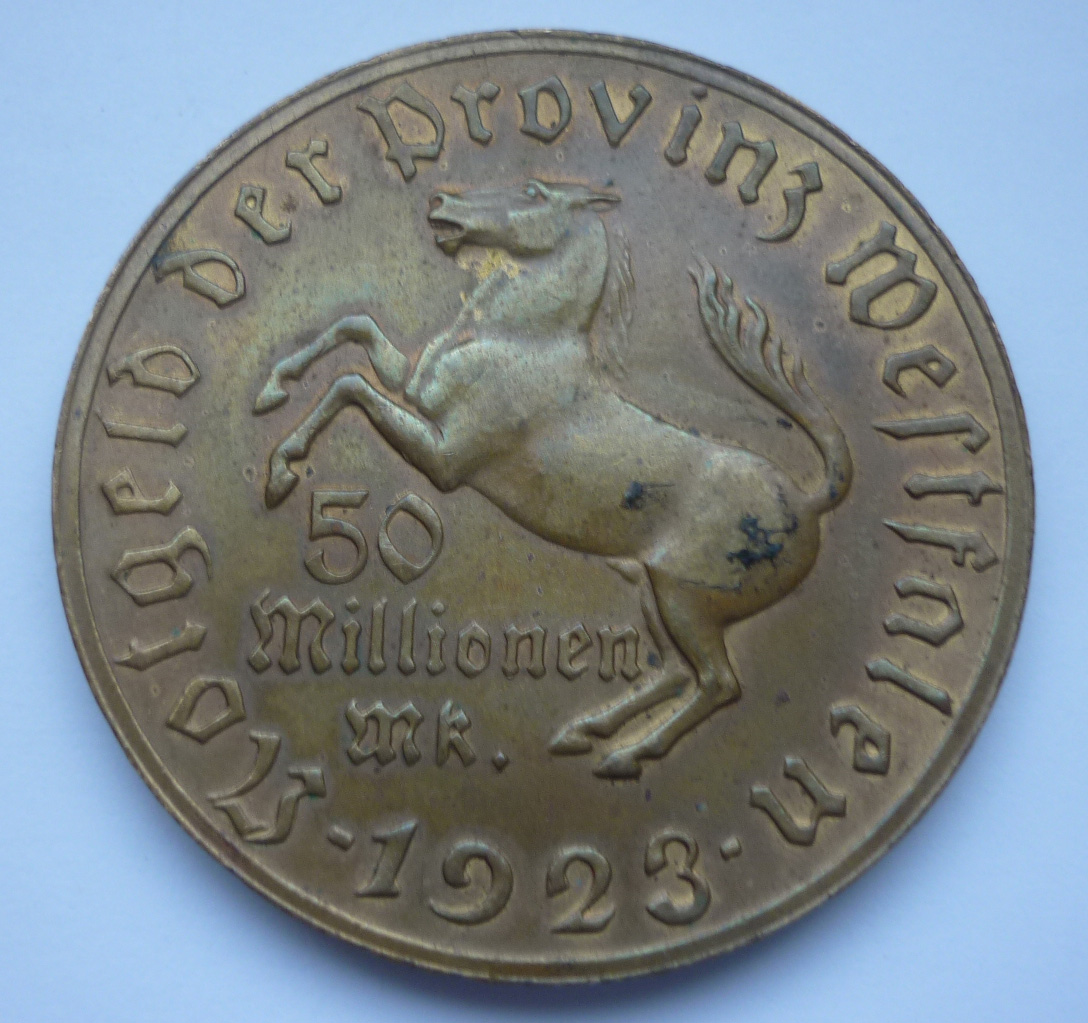 Notgeld der Provinz Westfalen
50
Millionen
Mk.
· 1923 ·